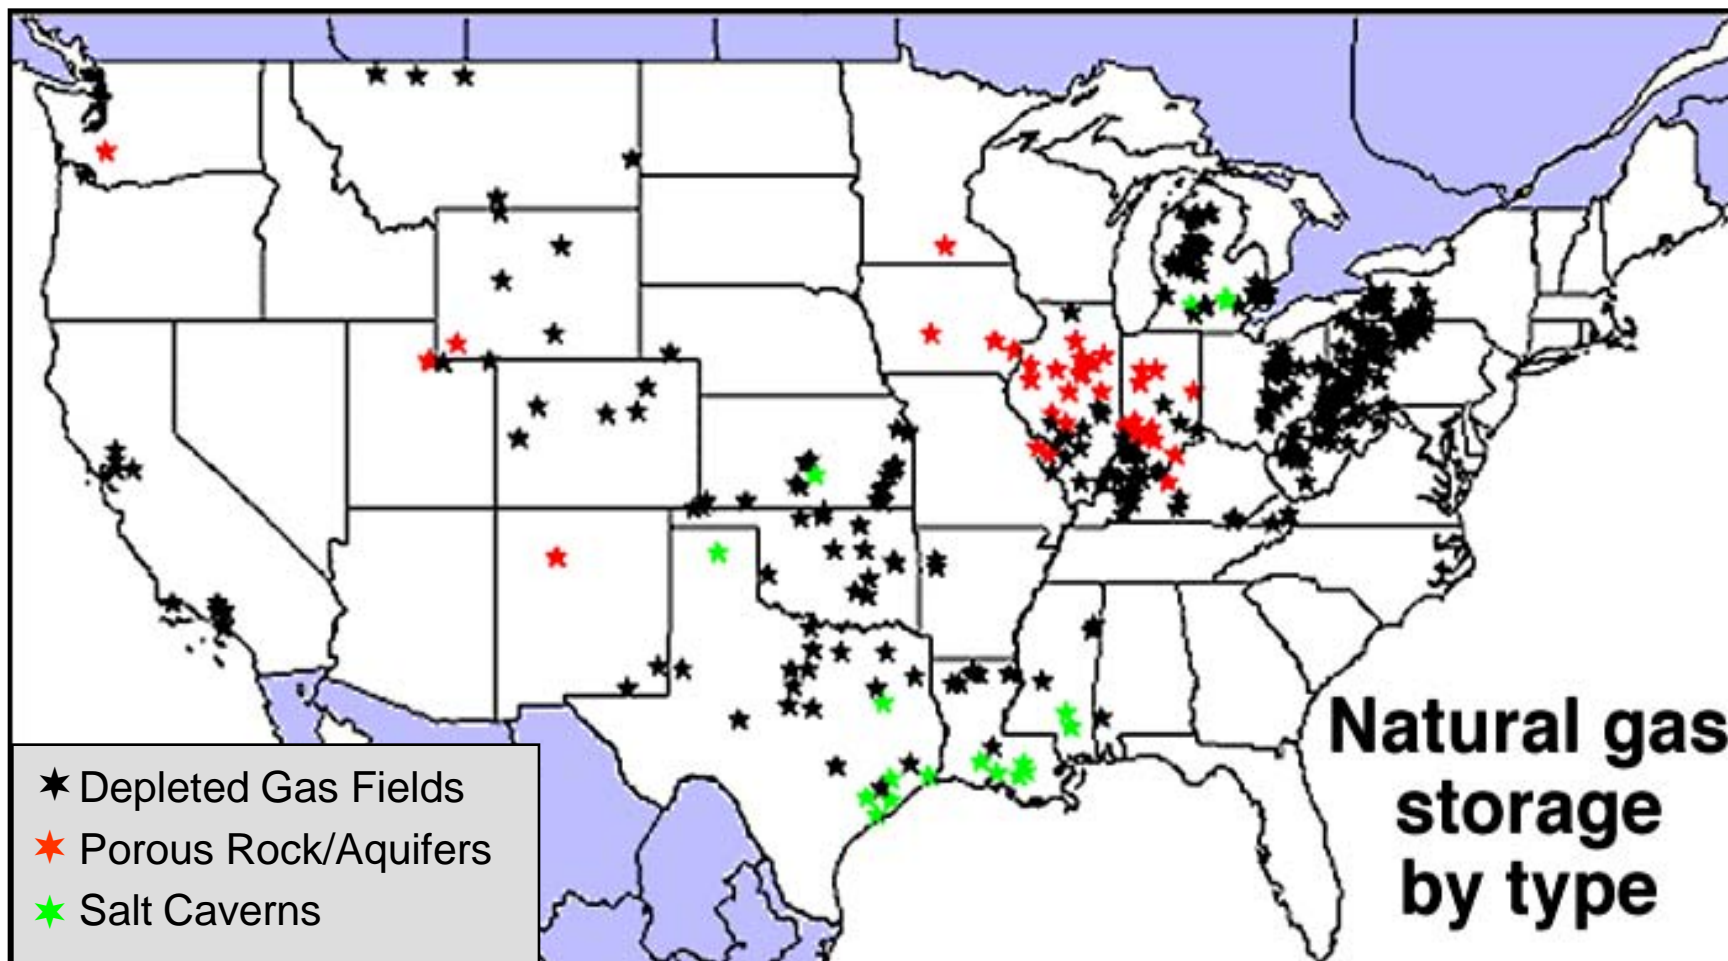 Natural gas
storage
by type
Depleted Gas Fields
Porous Rock/Aquifers
Salt Caverns